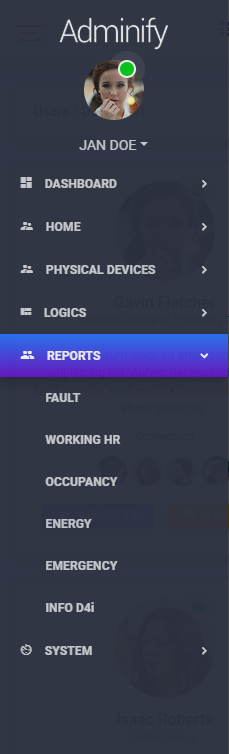 Adminify
JAN DOE
DASHBOARD
HOME
PHYSICAL DEVICES
LOGICS
Gavin Fletcher
REPORTS
FAULT
WORKING HR
OCCUPANCY
ENERGY
EMERGENCY
INFO D4i
SYSTEM
Isaac Roberts